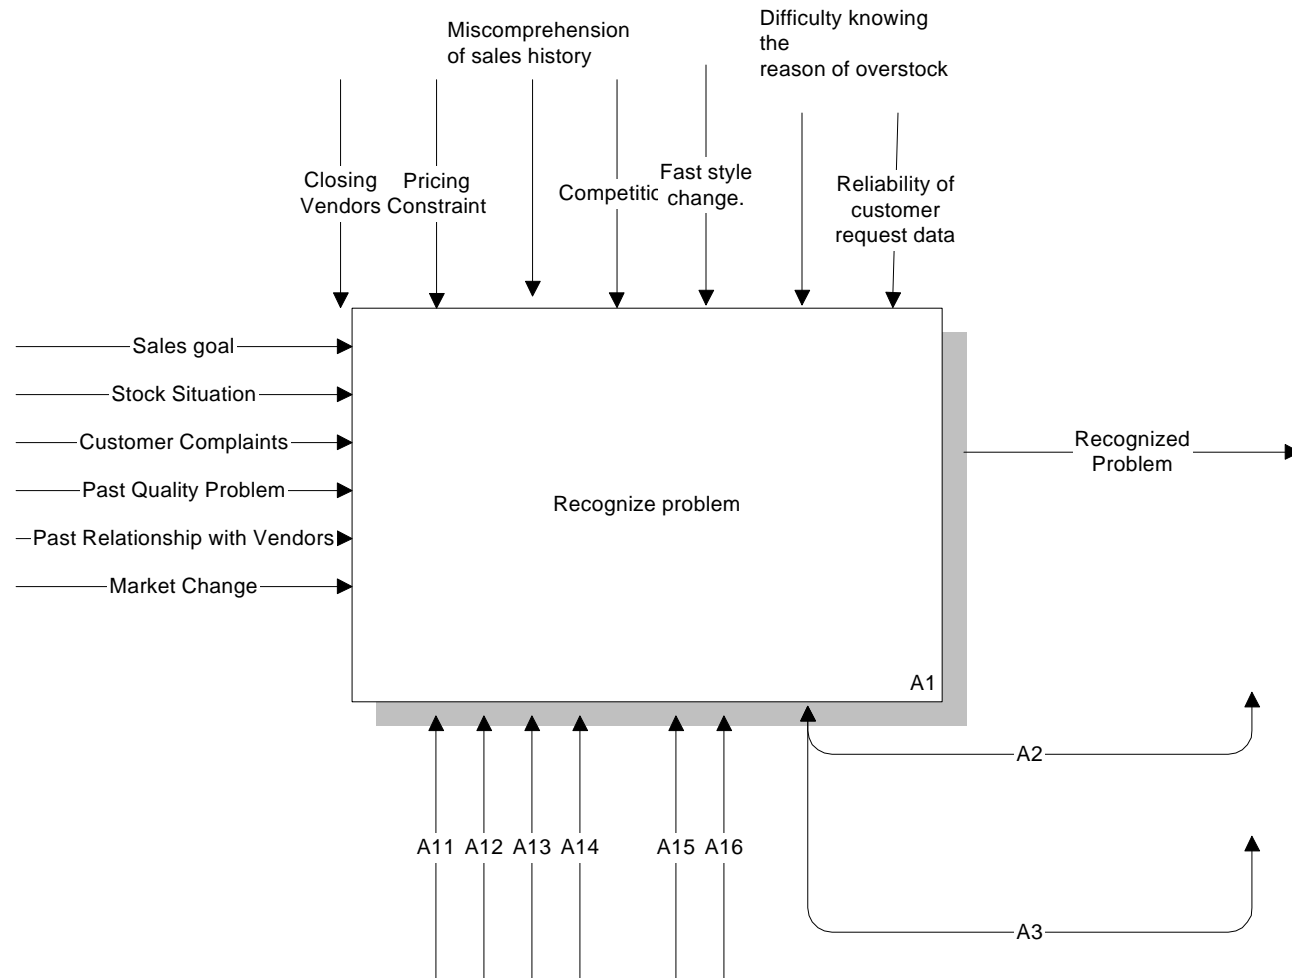 Miscomprehension
of sales history
Difficulty knowing
the
reason of overstock
Closing
Vendors
Pricing
Constraint
Competitic
Fast style
change.
Reliability of
customer
request data
Sales goal
Stock Situation
Customer Complaints
Past Quality Problem
Past Relationship with Vendors
Market Change
Recognize problem
A1
Recognized
Problem
A2
A11
A12
A13
A14
A15
A16
A3